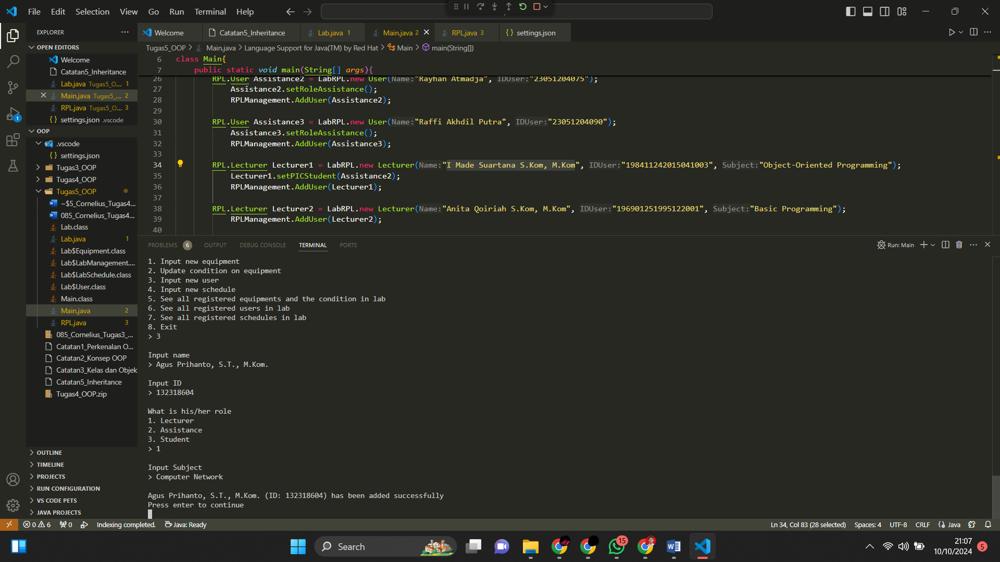 File Edit Selection View Go Run Terminal Help
EXPLORER
OPEN EDITORS
Welcome
Catatan5_Inheritance
Lab.java Tugas5_O... 1
Main.java Tugas5_... 2
RPL.java Tugas5_O... 3
settings.json .vscode
OOP
.vscode
settings.json
Tugas3_OOP
Tugas4_OOP
Tugas5_OOP
~$5_Cornelius_Tugas4...
085_Cornelius_Tugas4...
Lab.class
Lab.java 1
Lab$Equipment.class
Lab$LabManagement....
Lab$LabSchedule.class
Lab$User.class
Main.class
Main.java 2
RPL.java 3
085_Cornelius_Tugas3_...
Catatan1_Perkenalan O...
Catatan2_Konsep OOP
Catatan3_Kelas dan Objek
Catatan5_Inheritance
Tugas4_OOP.zip
OUTLINE
TIMELINE
PROJECTS
RUN CONFIGURATION
VS CODE PETS
JAVA PROJECTS
Welcome Catatan5_Inheritance Lab.java 1 Main.java 2 RPL.java 3 settings.json
Tugas5_OOP > Main.java > Language Support for Java(TM) by Red Hat > Main > main(String[])
6 class Main{
7 public static void main(String[] args){
26 RPL.User Assistance2 = LabRPL.new User(Name:"Rayhan Atmadja", IDUser:"23051204075");
27 Assistance2.setRoleAssistance();
28 RPLManagement.AddUser(Assistance2);
29
30 RPL.User Assistance3 = LabRPL.new User(Name:"Raffi Akhdil Putra", IDUser:"23051204090");
31 Assistance3.setRoleAssistance();
32 RPLManagement.AddUser(Assistance3);
33
34 RPL.Lecturer Lecturer1 = LabRPL.new Lecturer(Name:"I Made Suartana S.Kom, M.Kom", IDUser:"198411242015041003", Subject:"Object-Oriented Programming");
35 Lecturer1.setPICStudent(Assistance2);
36 RPLManagement.AddUser(Lecturer1);
37
38 RPL.Lecturer Lecturer2 = LabRPL.new Lecturer(Name:"Anita Qoiriah S.Kom, M.Kom", IDUser:"196901251995122001", Subject:"Basic Programming");
39 RPLManagement.AddUser(Lecturer2);
40
PROBLEMS 6 OUTPUT DEBUG CONSOLE TERMINAL PORTS
Run: Main
1. Input new equipment
2. Update condition on equipment
3. Input new user
4. Input new schedule
5. See all registered equipments and the condition in lab
6. See all registered users in lab
7. See all registered schedules in lab
8. Exit
> 3
Input name
> Agus Prihanto, S.T., M.Kom.
Input ID
> 132318604
What is his/her role
1. Lecturer
2. Assistance
3. Student
> 1
Input Subject
> Computer Network
Agus Prihanto, S.T., M.Kom. (ID: 132318604) has been added successfully
Press enter to continue
0 6 0 Indexing completed. Java: Ready
Ln 34, Col 83 (28 selected) Spaces: 4 UTF-8 CRLF Java
1
Search
15
21:07
10/10/2024
5